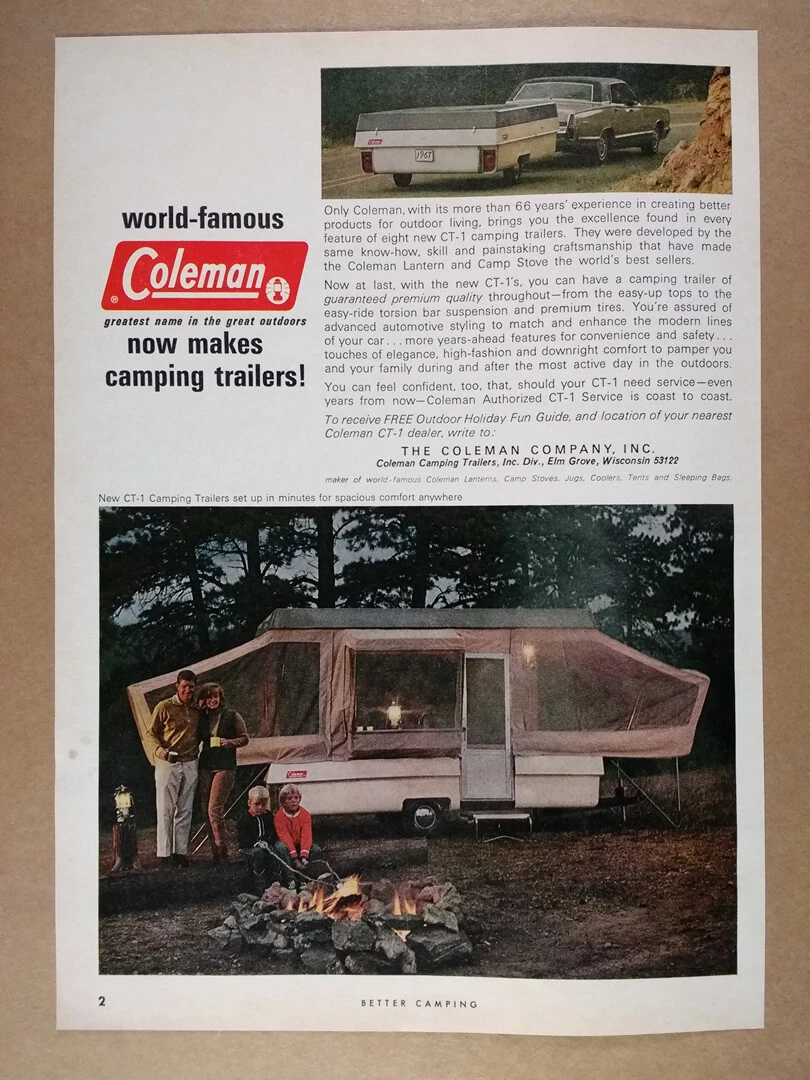 world-famous
Coleman
®
greatest name in the great outdoors
now makes
camping trailers!
Coleman
1967
Only Coleman, with its more than 66 years' experience in creating better
products for outdoor living, brings you the excellence found in every
feature of eight new CT-1 camping trailers. They were developed by the
same know-how, skill and painstaking craftsmanship that have made
the Coleman Lantern and Camp Stove the world's best sellers.
Now at last, with the new CT-1's, you can have a camping trailer of
guaranteed premium quality throughout—from the easy-up tops to the
easy-ride torsion bar suspension and premium tires. You're assured of
advanced automotive styling to match and enhance the modern lines
of your car . . . more years-ahead features for convenience and safety . . .
touches of elegance, high-fashion and downright comfort to pamper you
and your family during and after the most active day in the outdoors.
You can feel confident, too, that, should your CT-1 need service—even
years from now—Coleman Authorized CT-1 Service is coast to coast.
To receive FREE Outdoor Holiday Fun Guide, and location of your nearest
Coleman CT-1 dealer, write to:
THE COLEMAN COMPANY, INC.
Coleman Camping Trailers, Inc. Div., Elm Grove, Wisconsin 53122
maker of world-famous Coleman Lanterns, Camp Stoves, Jugs, Coolers, Tents and Sleeping Bags.
New CT-1 Camping Trailers set up in minutes for spacious comfort anywhere
Coleman
2
BETTER CAMPING